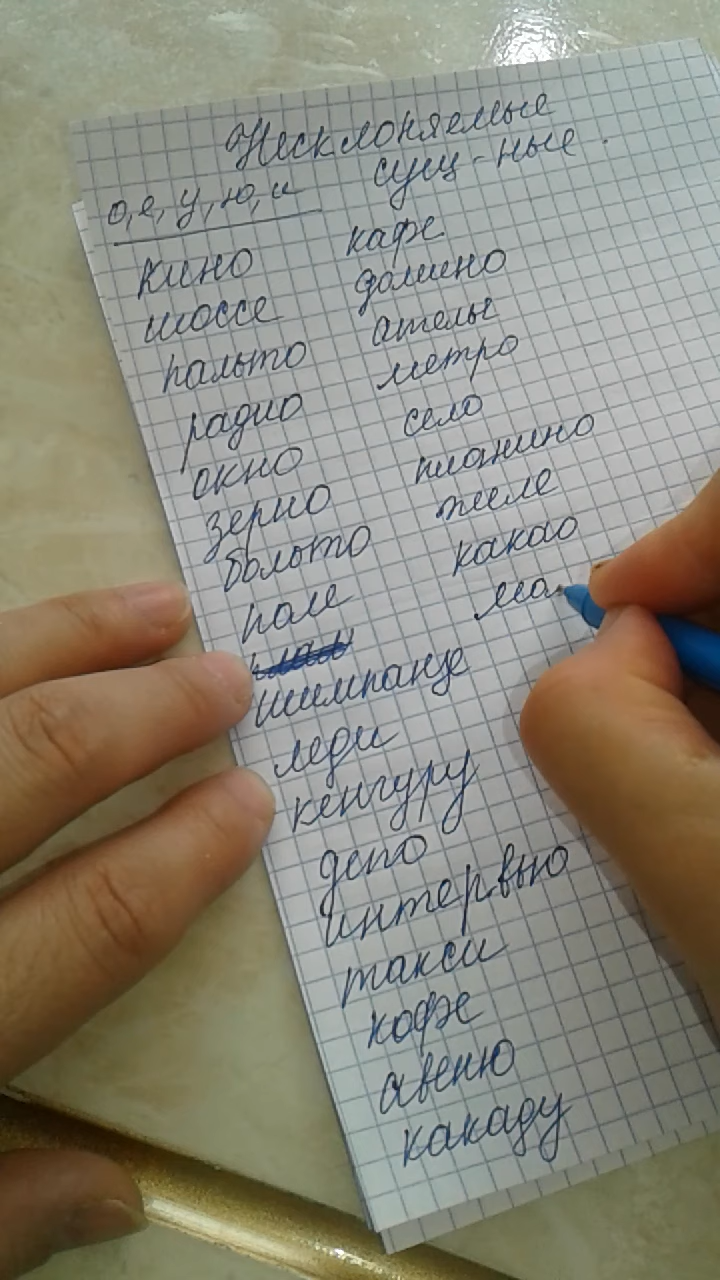 Несклоняемые
сущ-ные.
о, е, у, ю, и
кино
шоссе
пальто
радио
окно
зерно
больто
поле
шимпанзе
леди
кенгуру
депо
интервью
такси
кофе
авеню
какаду
кафе
домино
ателье
метро
село
пианино
желе
какао